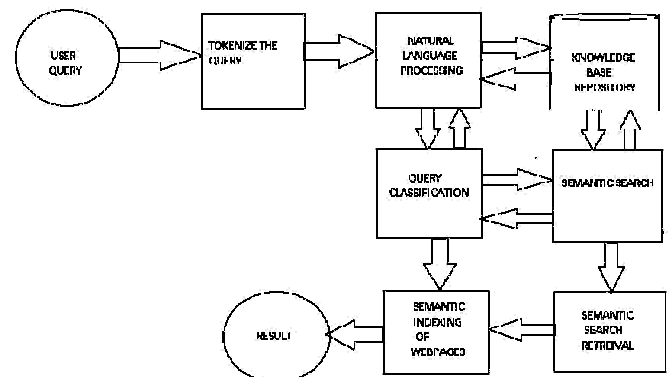 USER
QUERY
TOKENIZE THE
QUERY
NATURAL
LANGUAGE
PROCESSING
KNOWLEDGE
BASE
REPOSITORY
QUERY
CLASSIFICATION
SEMANTIC SEARCH
RESULT
SEMANTIC
INDEXING
OF
WEBPAGES
SEMANTIC
SEARCH
RETREIVAL